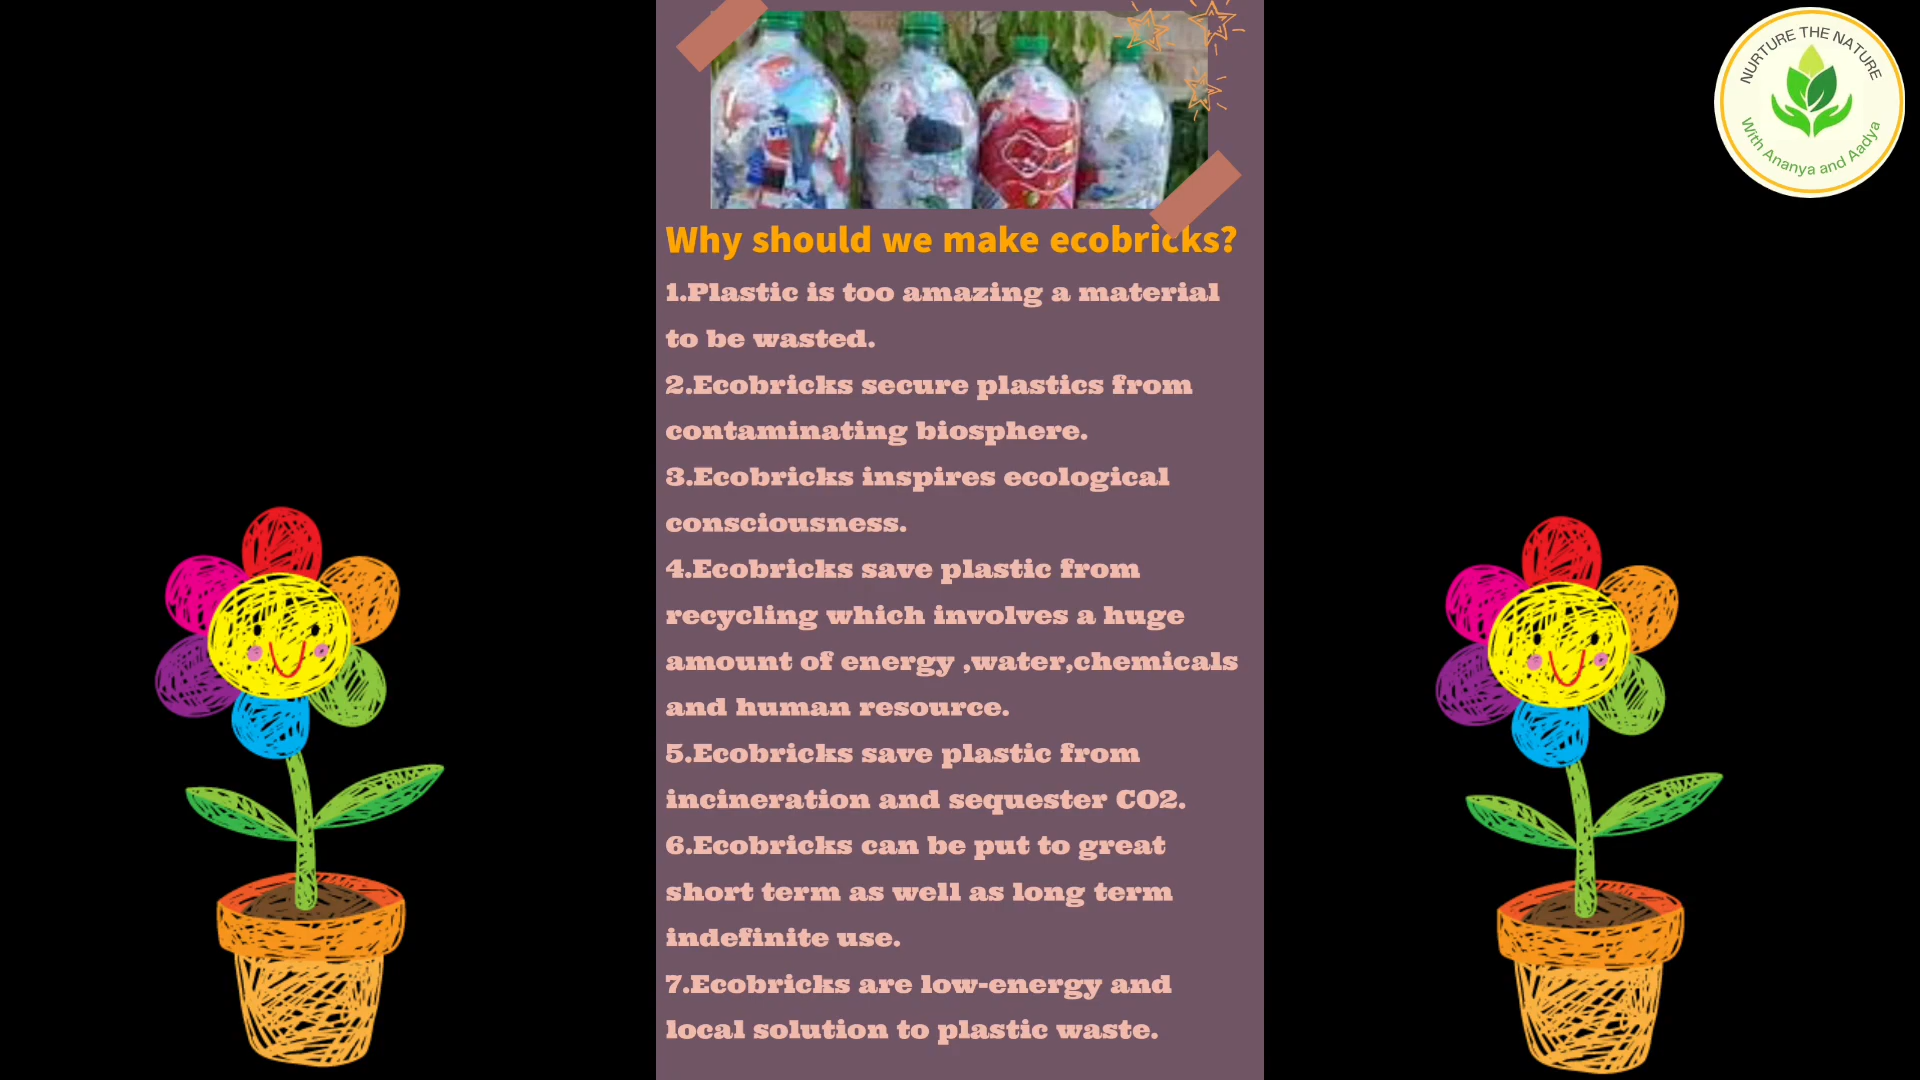 NURTURE THE NATURE
With Ananya and Aadya
Why should we make ecobricks?
1.Plastic is too amazing a material
to be wasted.
2.Ecobricks secure plastics from
contaminating biosphere.
3.Ecobricks inspires ecological
consciousness.
4.Ecobricks save plastic from
recycling which involves a huge
amount of energy ,water,chemicals
and human resource.
5.Ecobricks save plastic from
incineration and sequester CO2.
6.Ecobricks can be put to great
short term as well as long term
indefinite use.
7.Ecobricks are low-energy and
local solution to plastic waste.